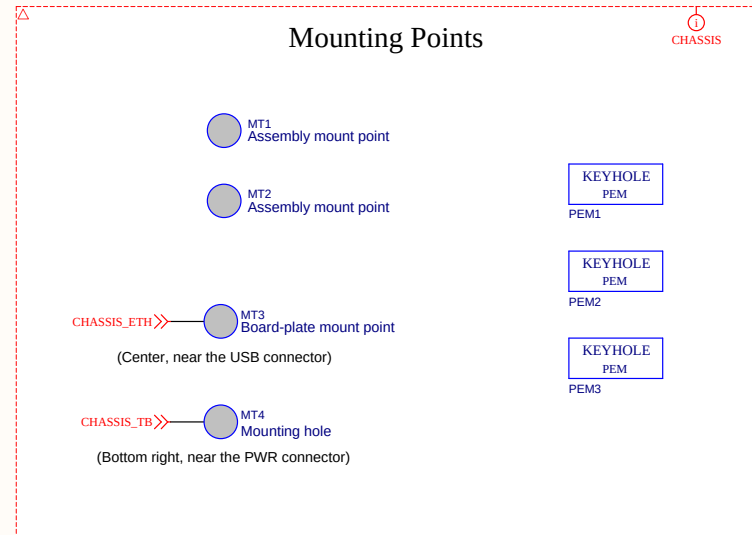 Mounting Points
i
CHASSIS
MT1
Assembly mount point
MT2
Assembly mount point
KEYHOLE
PEM
PEM1
KEYHOLE
PEM
PEM2
CHASSIS_ETH
MT3
Board-plate mount point
(Center, near the USB connector)
KEYHOLE
PEM
PEM3
CHASSIS_TB
MT4
Mounting hole
(Bottom right, near the PWR connector)